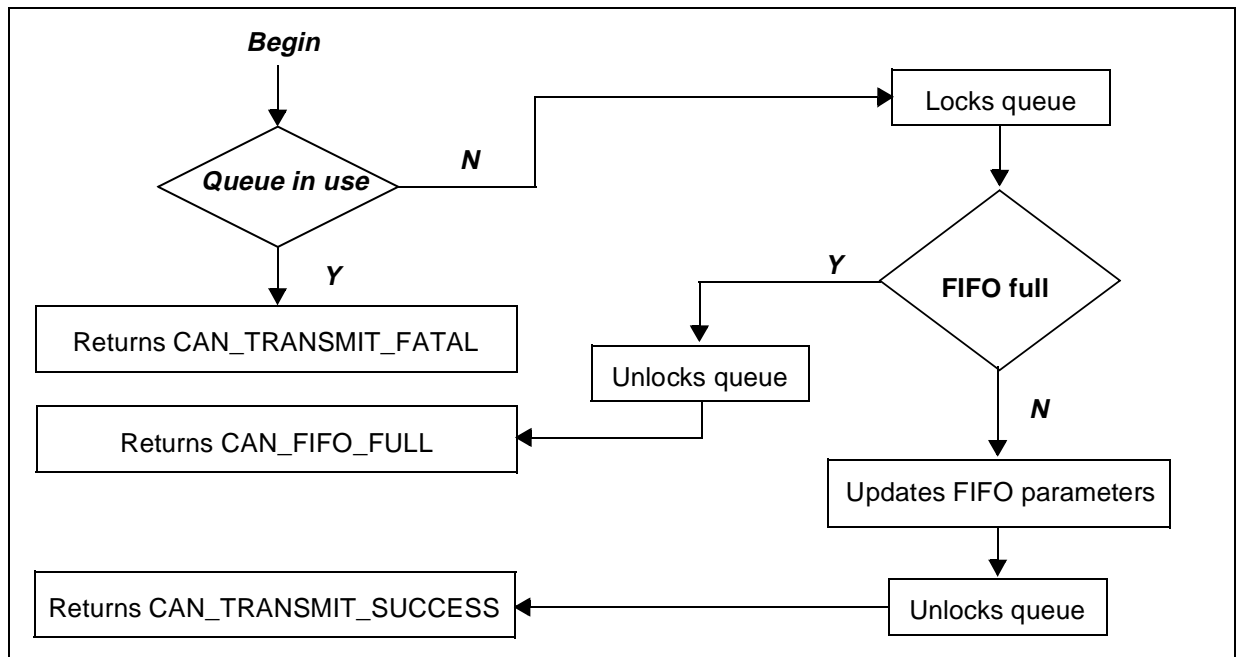 Begin
Queue in use
N
Locks queue
Y
Returns CAN_TRANSMIT_FATAL
FIFO full
Y
Unlocks queue
Returns CAN_FIFO_FULL
N
Updates FIFO parameters
Unlocks queue
Returns CAN_TRANSMIT_SUCCESS